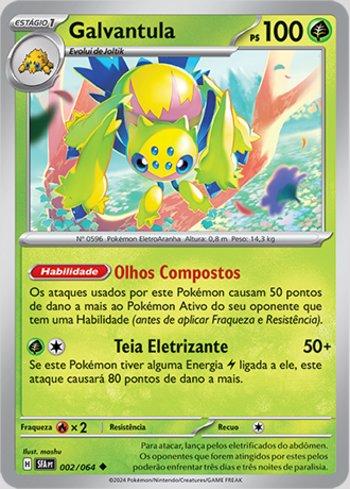 ESTÁGIO 1
Galvantula
PS 100
Evolui de Joltik
Nº 0596 Pokémon EletroAranha Altura: 0,8 m Peso: 14,3 kg
Habilidade Olhos Compostos
Os ataques usados por este Pokémon causam 50 pontos
de dano a mais ao Pokémon Ativo do seu oponente que
tem uma Habilidade (antes de aplicar Fraqueza e Resistência).
Teia Eletrizante 50+
Se este Pokémon tiver alguma Energia ligada a ele, este
ataque causará 80 pontos de dano a mais.
Fraqueza ×2 Resistência Recuo
Ilust. mashu
H SFA PT 002/064
Para atacar, lança pelos eletrificados do abdômen.
Os oponentes que forem atingidos por estes pelos
poderão enfrentar três dias e três noites de paralisia.
©2024 Pokémon/Nintendo/Creatures/GAME FREAK